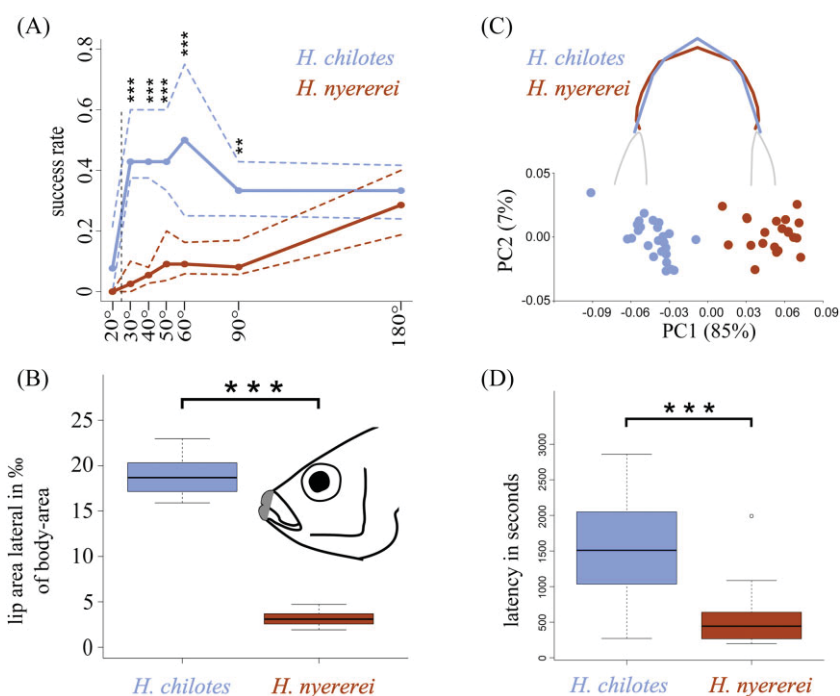 (A)
H. chilotes
H. nyererei
success rate
0.8
0.6
0.4
0.2
0
***
***
***
***
**
20°
30°
40°
50°
60°
90°
180°
(C)
H. chilotes
H. nyererei
PC2 (7%)
0.05
0.00
-0.05
-0.09
-0.06
-0.03
0.00
0.03
0.06
0.09
PC1 (85%)
(B)
***
lip area lateral in ‰
of body-area
25
20
15
10
5
0
H. chilotes
H. nyererei
(D)
***
latency in seconds
3000
2500
2000
1500
1000
500
0
H. chilotes
H. nyererei